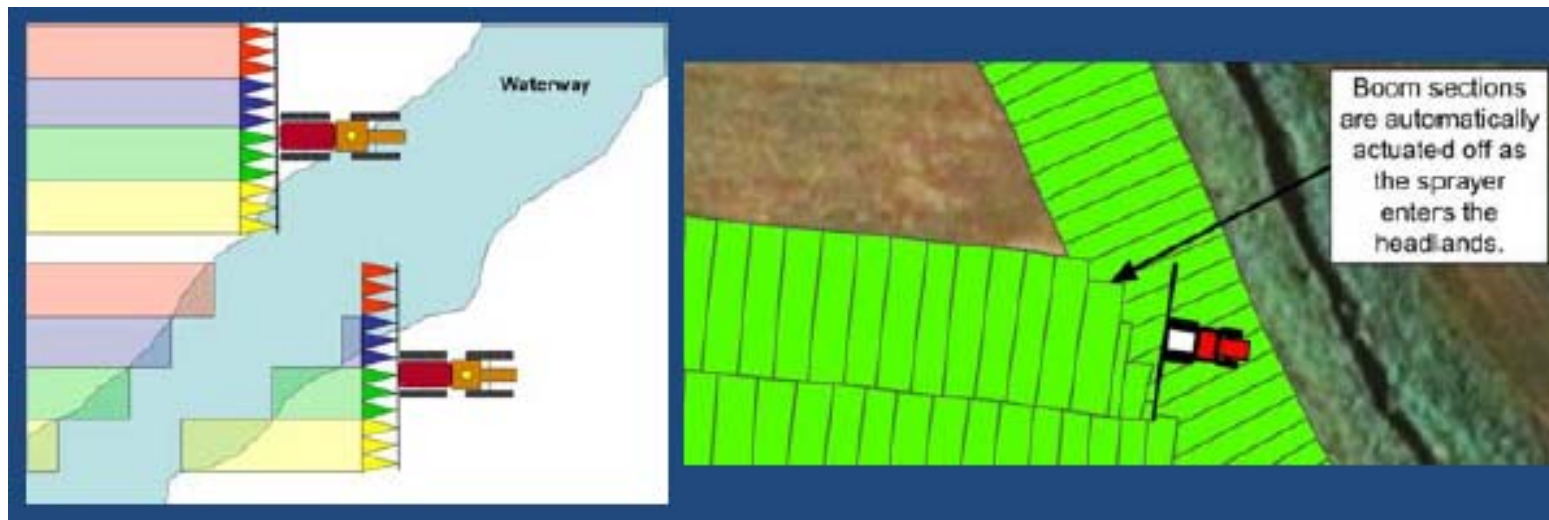 Waterway
Boom sections
are automatically
actuated off as
the sprayer
enters the
headlands.